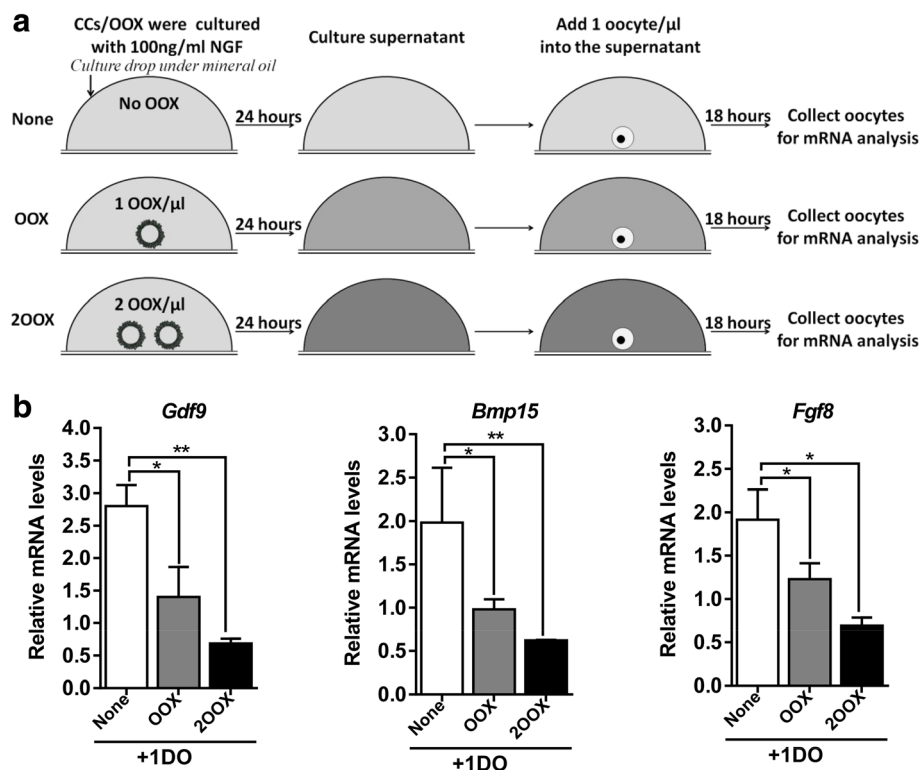 a
CCs/OOX were cultured
with 100ng/ml NGF
Culture drop under mineral oil
Culture supernatant
Add 1 oocyte/µl
into the supernatant
None
No OOX
24 hours
18 hours
Collect oocytes
for mRNA analysis
OOX
1 OOX/µl
24 hours
18 hours
Collect oocytes
for mRNA analysis
2OOX
2 OOX/µl
24 hours
18 hours
Collect oocytes
for mRNA analysis
b
Gdf9
Relative mRNA levels
4.0
3.5
3.0
2.5
2.0
1.5
1.0
0.5
0.0
**
*
None
OOX
2OOX
+1DO
Bmp15
Relative mRNA levels
3.0
2.5
2.0
1.5
1.0
0.5
0.0
**
*
None
OOX
2OOX
+1DO
Fgf8
Relative mRNA levels
3.0
2.5
2.0
1.5
1.0
0.5
0.0
*
*
None
OOX
2OOX
+1DO